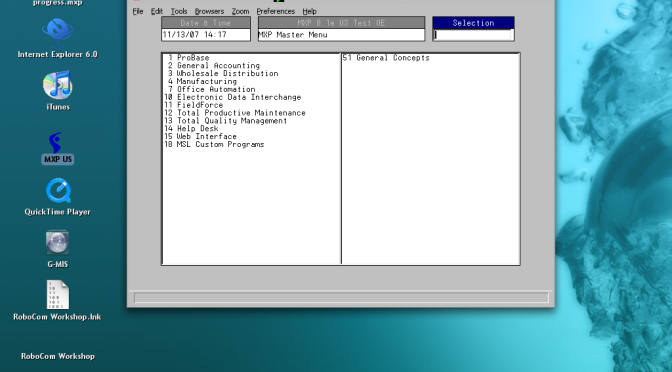 progress.mxp
Internet Explorer 6.0
iTunes
MXP US
QuickTime Player
G-MIS
RoboCom Workshop.lnk
RoboCom Workshop
File Edit Tools Browsers Zoom Preferences Help
Date & Time
MXP 8.1e US Test OE
Selection
11/13/07 14:17
MXP Master Menu
1 ProBase
2 General Accounting
3 Wholesale Distribution
4 Manufacturing
7 Office Automation
10 Electronic Data Interchange
11 FieldForce
12 Total Productive Maintenance
13 Total Quality Management
14 Help Desk
15 Web Interface
18 MSL Custom Programs
51 General Concepts